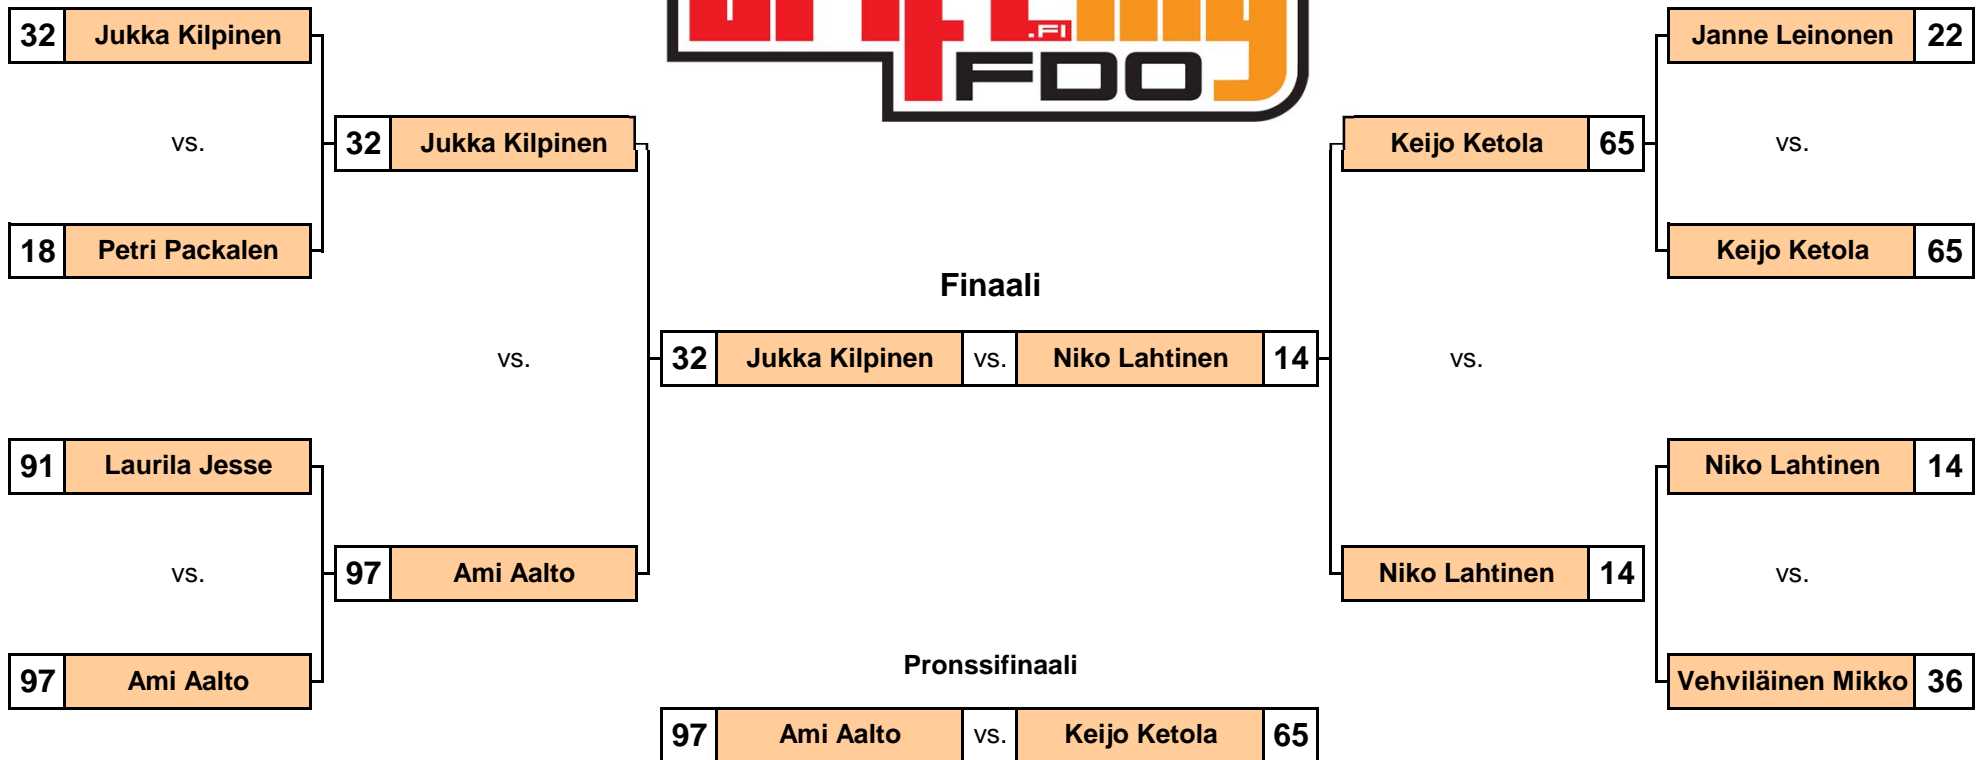 .FI
FDO
32 Jukka Kilpinen
Janne Leinonen 22
vs.
32 Jukka Kilpinen
Keijo Ketola 65
vs.
18 Petri Packalen
Keijo Ketola 65
Finaali
vs.
32 Jukka Kilpinen vs. Niko Lahtinen 14
vs.
91 Laurila Jesse
Niko Lahtinen 14
vs.
97 Ami Aalto
Niko Lahtinen 14
vs.
97 Ami Aalto
Vehviläinen Mikko 36
Pronssifinaali
97 Ami Aalto vs. Keijo Ketola 65